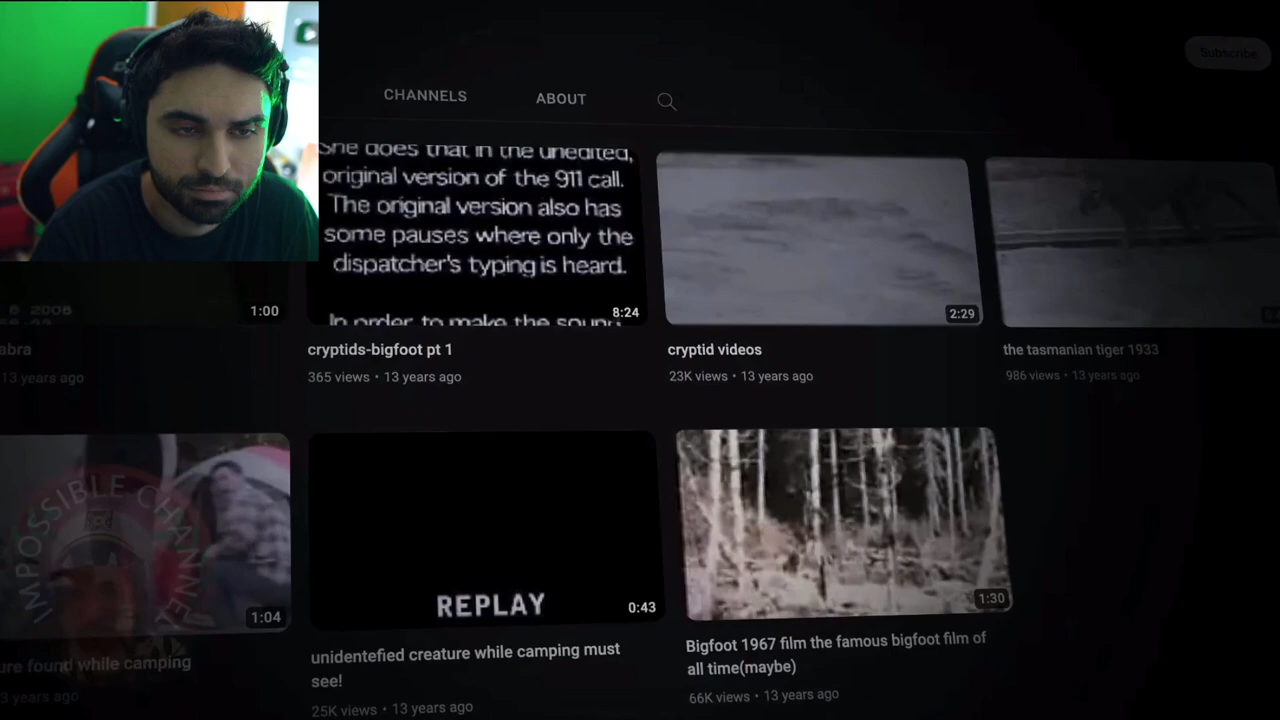 Subscribe
CHANNELS
ABOUT
She does that in the unedited,
original version of the 911 call.
The original version also has
some pauses where only the
dispatcher's typing is heard.
In order to make the sound
8 2006
1:00
8:24
2:29
abra
13 years ago
cryptids-bigfoot pt 1
365 views • 13 years ago
cryptid videos
23K views • 13 years ago
the tasmanian tiger 1933
986 views • 13 years ago
IMPOSSIBLE CHANNEL
1:04
REPLAY
0:43
1:30
ure found while camping
3 years ago
unidentefied creature while camping must
see!
25K views • 13 years ago
Bigfoot 1967 film the famous bigfoot film of
all time(maybe)
66K views • 13 years ago